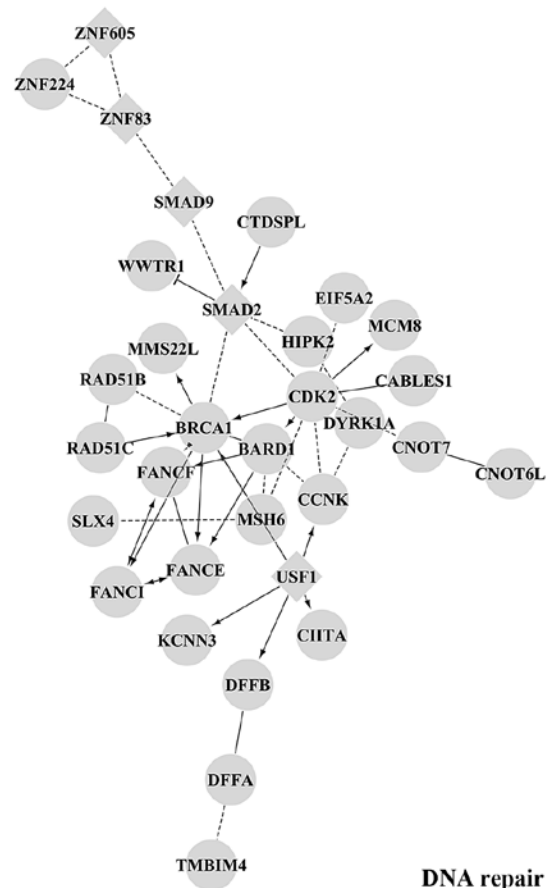 ZNF605
ZNF224
ZNF83
SMAD9
CTDSPL
WWTR1
EIF5A2
SMAD2
MCM8
HIPK2
MMS22L
RAD51B
CABLES1
CDK2
DYRK1A
BRCA1
RAD51C
BARD1
CNOT7
FANCF
CNOT6L
CCNK
SLX4
MSH6
FANCE
USF1
FANCI
KCNN3
CIITA
DFFB
DFFA
TMBIM4
DNA repair